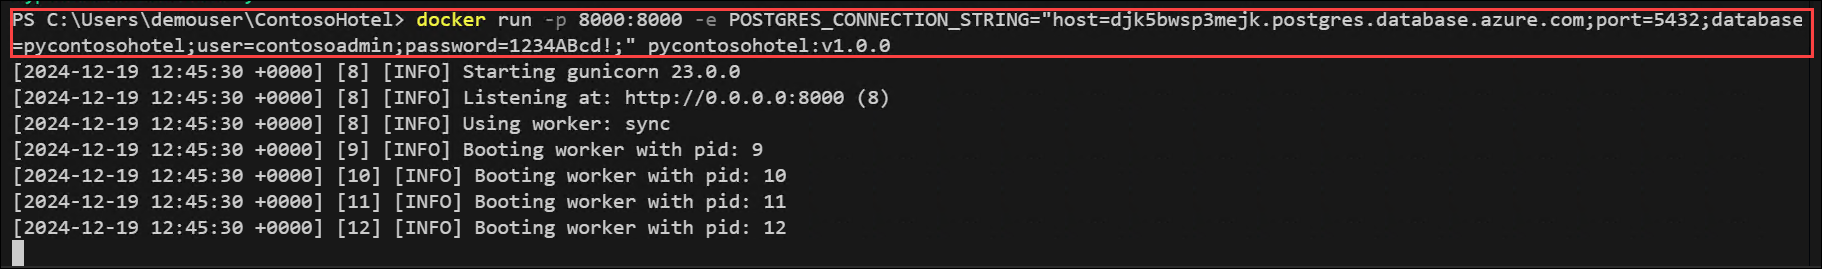 PS C:\Users\demouser\ContosoHotel> docker run -p 8000:8000 -e POSTGRES_CONNECTION_STRING="host=djk5bwsp3mejk.postgres.database.azure.com;port=5432;database
=pycontosohotel;user=contosoadmin;password=1234ABcd!;" pycontosohotel:v1.0.0
[2024-12-19 12:45:30 +0000] [8] [INFO] Starting gunicorn 23.0.0
[2024-12-19 12:45:30 +0000] [8] [INFO] Listening at: http://0.0.0.0:8000 (8)
[2024-12-19 12:45:30 +0000] [8] [INFO] Using worker: sync
[2024-12-19 12:45:30 +0000] [9] [INFO] Booting worker with pid: 9
[2024-12-19 12:45:30 +0000] [10] [INFO] Booting worker with pid: 10
[2024-12-19 12:45:30 +0000] [11] [INFO] Booting worker with pid: 11
[2024-12-19 12:45:30 +0000] [12] [INFO] Booting worker with pid: 12